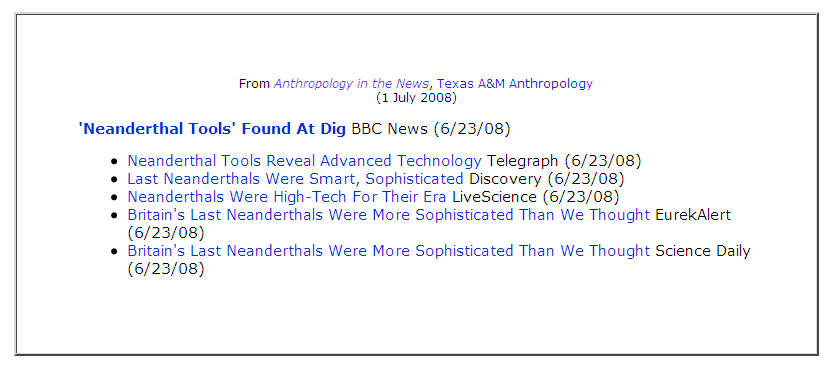 From Anthropology in the News, Texas A&M Anthropology
(1 July 2008)
'Neanderthal Tools' Found At Dig BBC News (6/23/08)
• Neanderthal Tools Reveal Advanced Technology Telegraph (6/23/08)
• Last Neanderthals Were Smart, Sophisticated Discovery (6/23/08)
• Neanderthals Were High-Tech For Their Era LiveScience (6/23/08)
• Britain's Last Neanderthals Were More Sophisticated Than We Thought EurekAlert
(6/23/08)
• Britain's Last Neanderthals Were More Sophisticated Than We Thought Science Daily
(6/23/08)